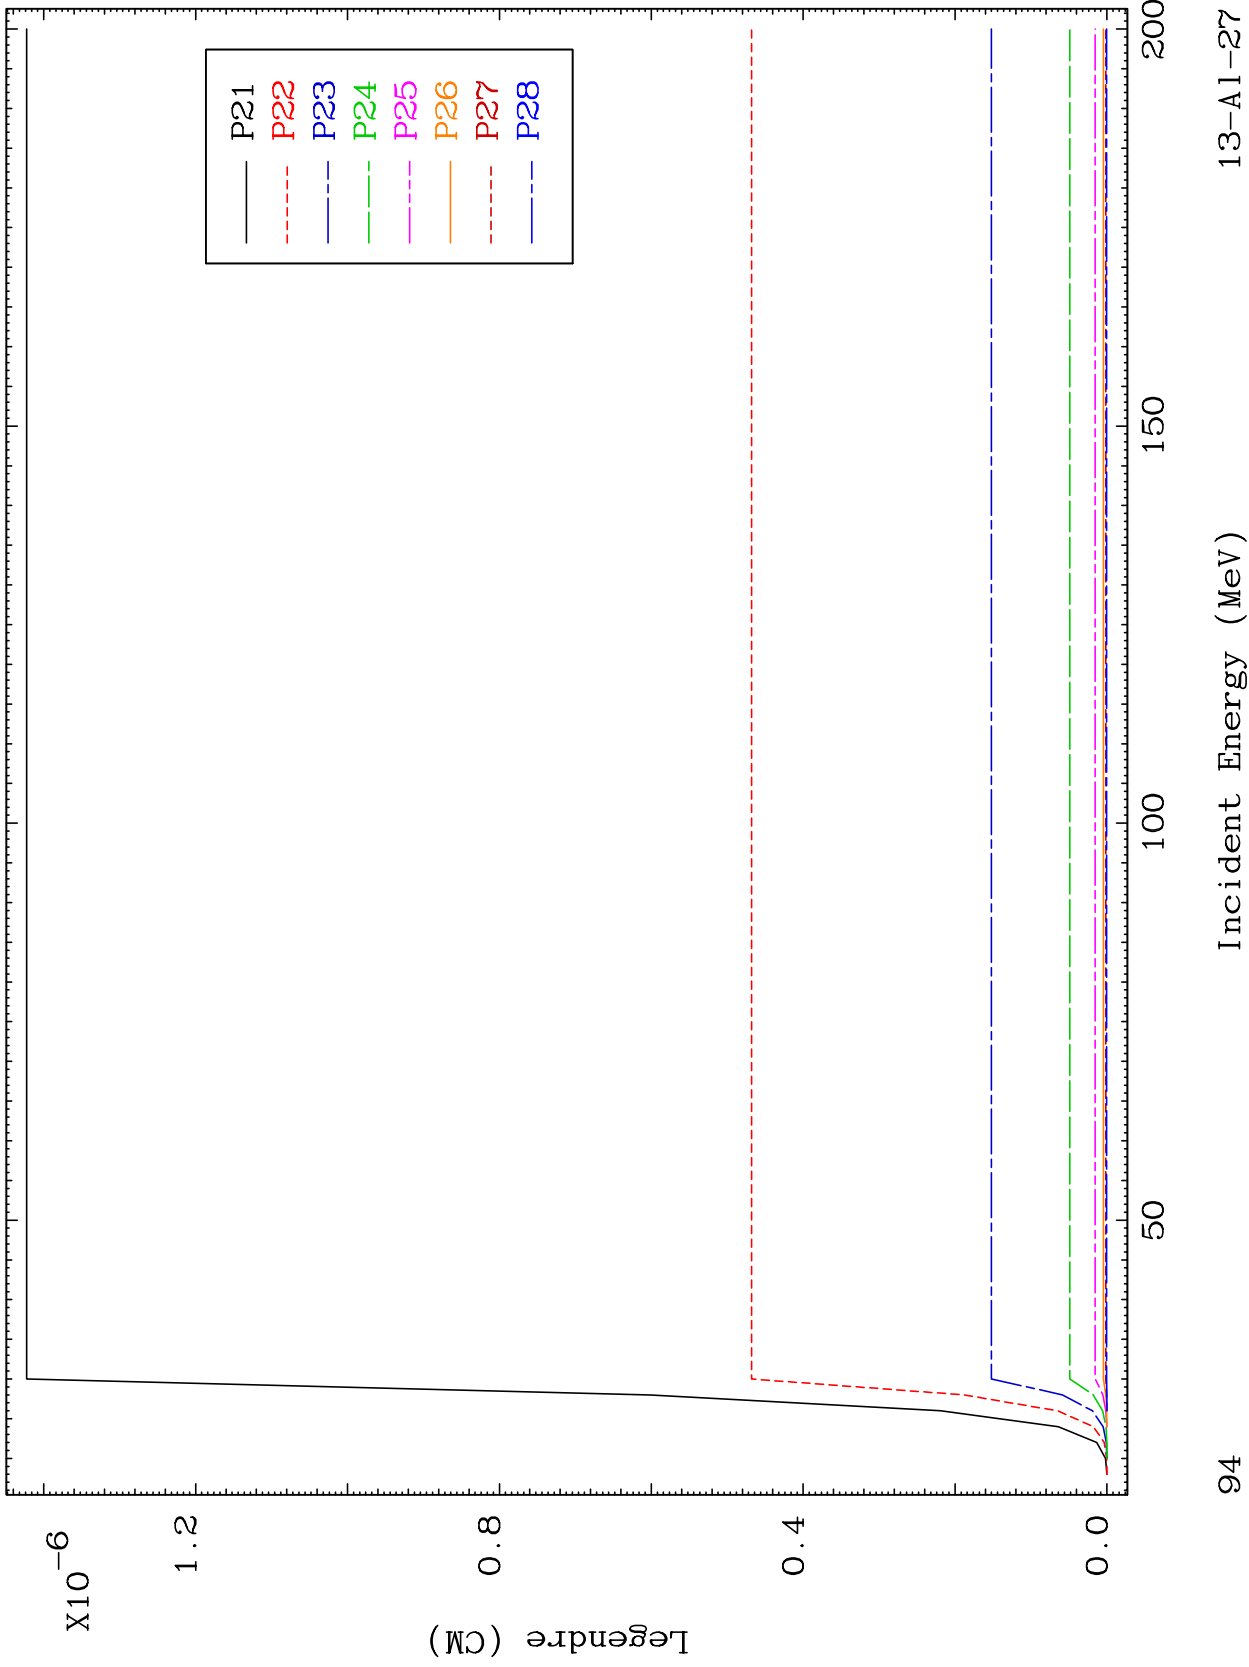 X10⁻⁶
Legendre (CM)
1.2
0.8
0.4
0.0
P21
P22
P23
P24
P25
P26
P27
P28
50
100
150
200
Incident Energy (MeV)
94
13-Al-27